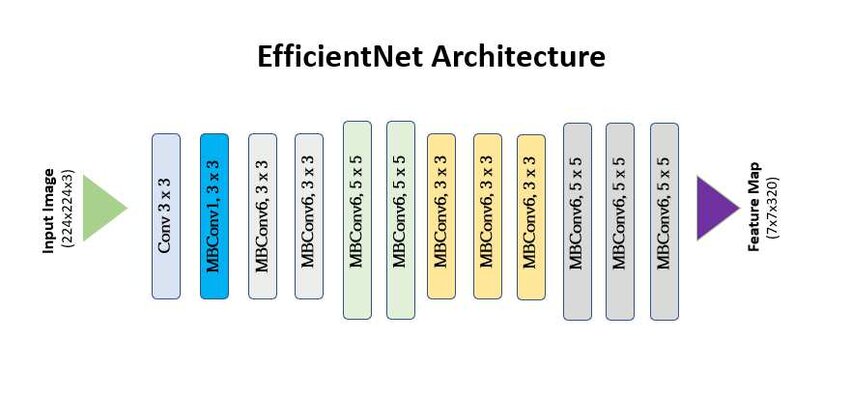 EfficientNet Architecture
Input Image
(224x224x3)
Conv 3 x 3
MBConv1, 3 x 3
MBConv6, 3 x 3
MBConv6, 3 x 3
MBConv6, 5 x 5
MBConv6, 5 x 5
MBConv6, 3 x 3
MBConv6, 3 x 3
MBConv6, 3 x 3
MBConv6, 5 x 5
MBConv6, 5 x 5
MBConv6, 5 x 5
Feature Map
(7x7x320)